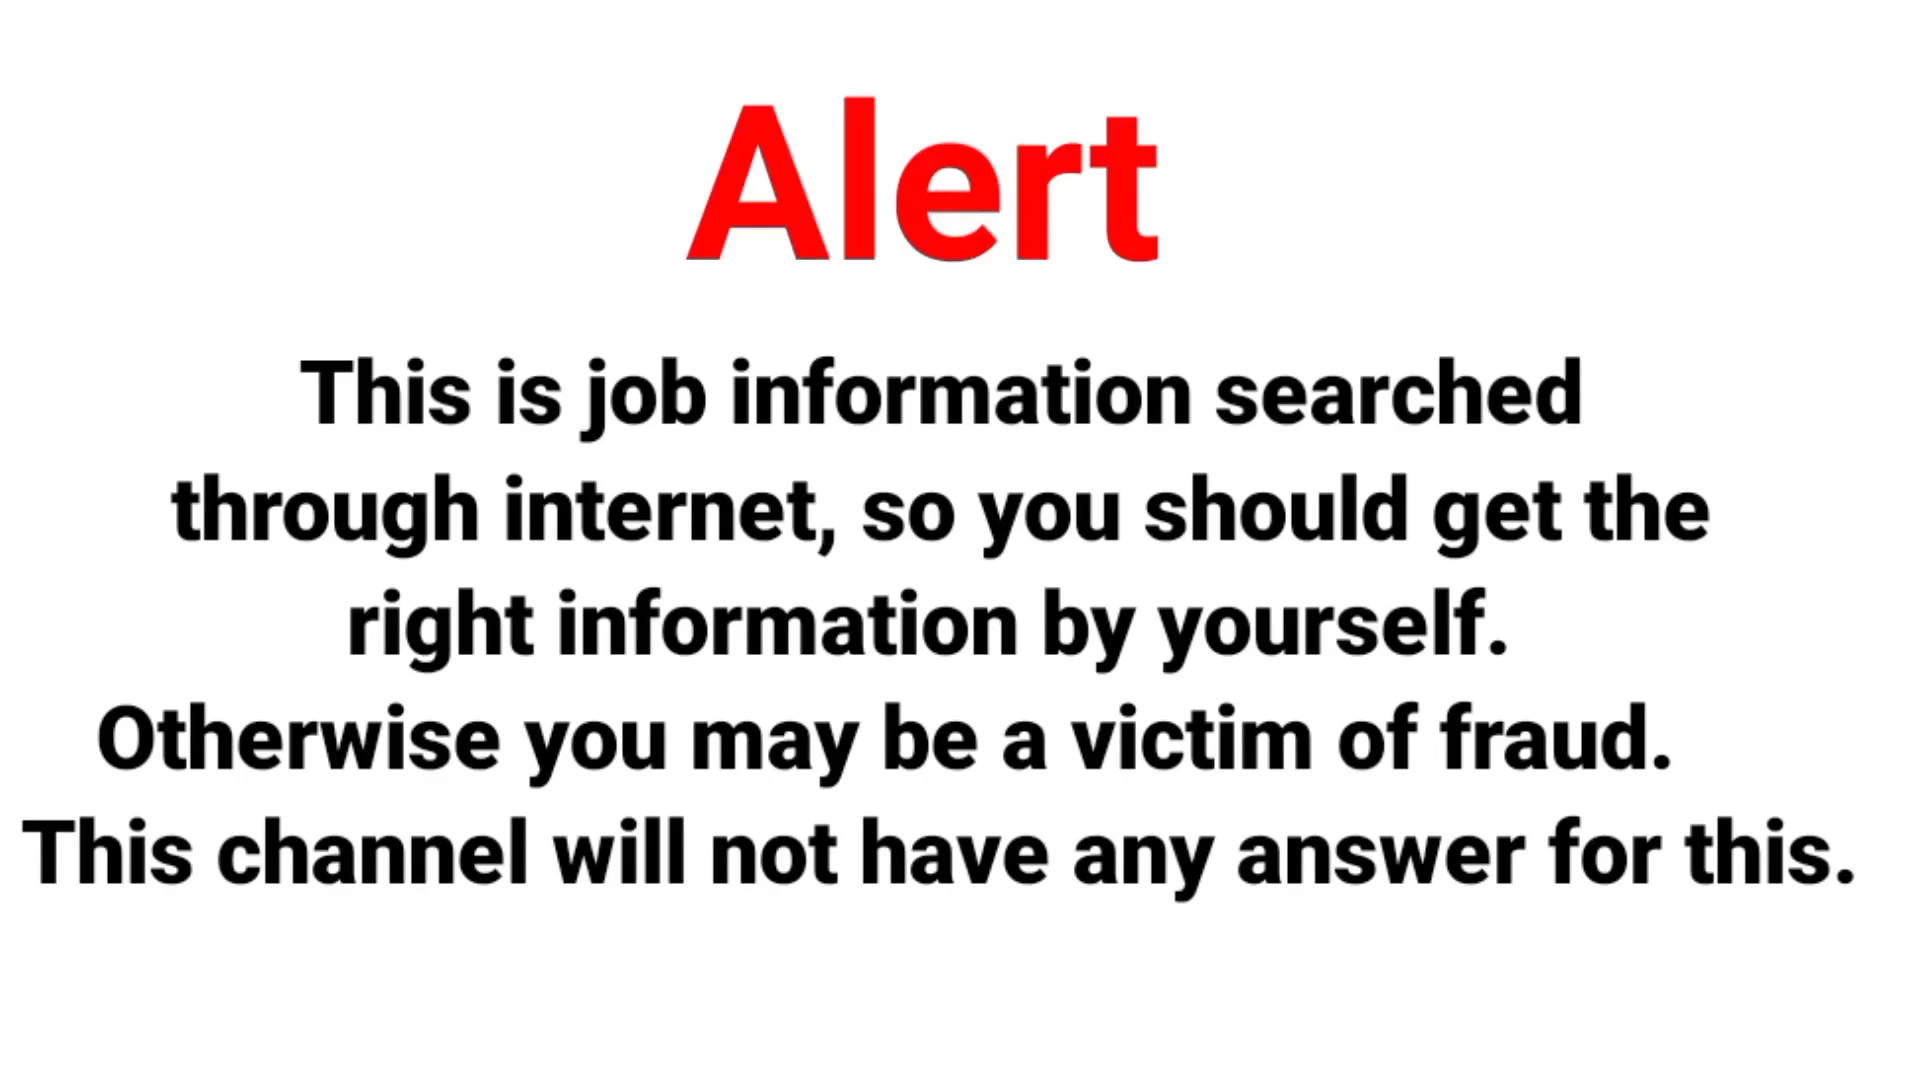 Alert
This is job information searched
through internet, so you should get the
right information by yourself.
Otherwise you may be a victim of fraud.
This channel will not have any answer for this.